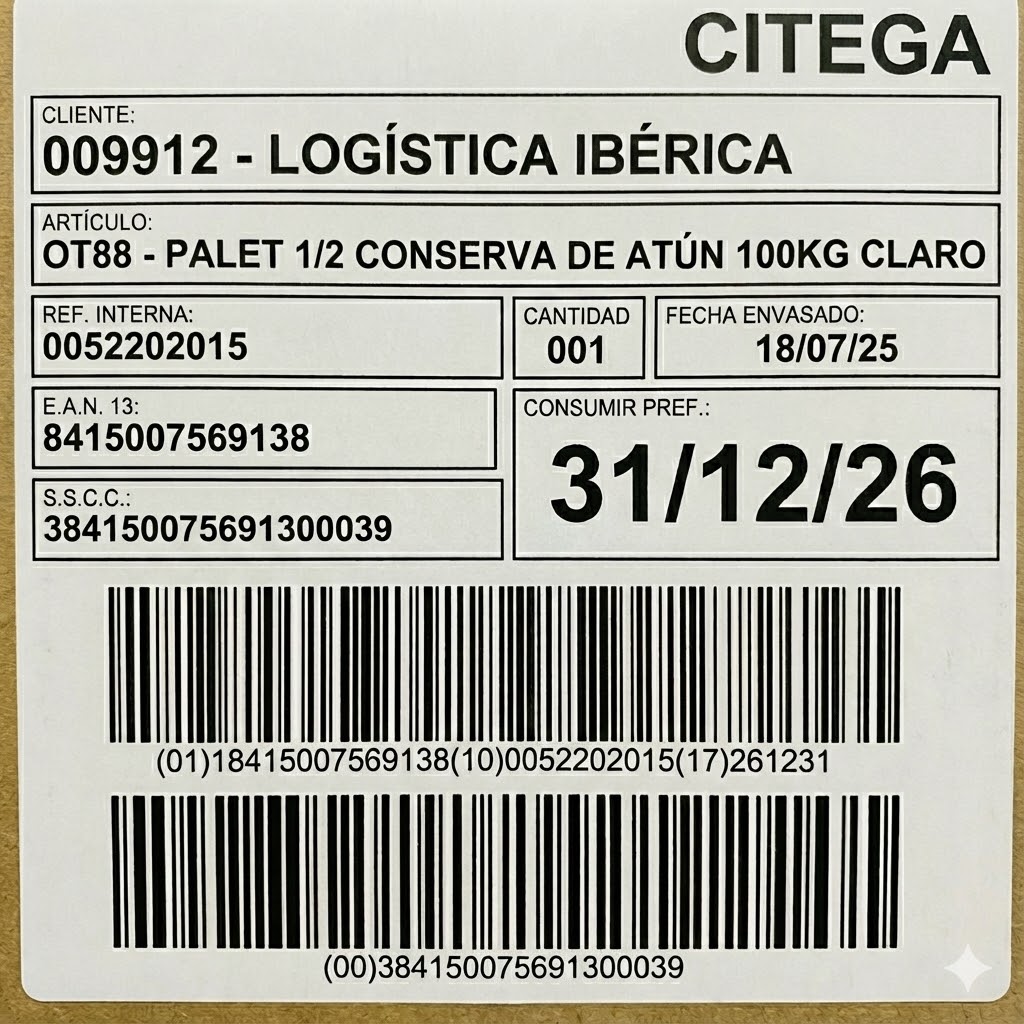 CITEGA
CLIENTE:
009912 - LOGÍSTICA IBÉRICA
ARTÍCULO:
OT88 - PALET 1/2 CONSERVA DE ATÚN 100KG CLARO
REF. INTERNA:
0052202015
CANTIDAD
001
FECHA ENVASADO:
18/07/25
E.A.N. 13:
8415007569138
CONSUMIR PREF.:
31/12/26
S.S.C.C.:
384150075691300039
(01)18415007569138(10)0052202015(17)261231
(00)384150075691300039